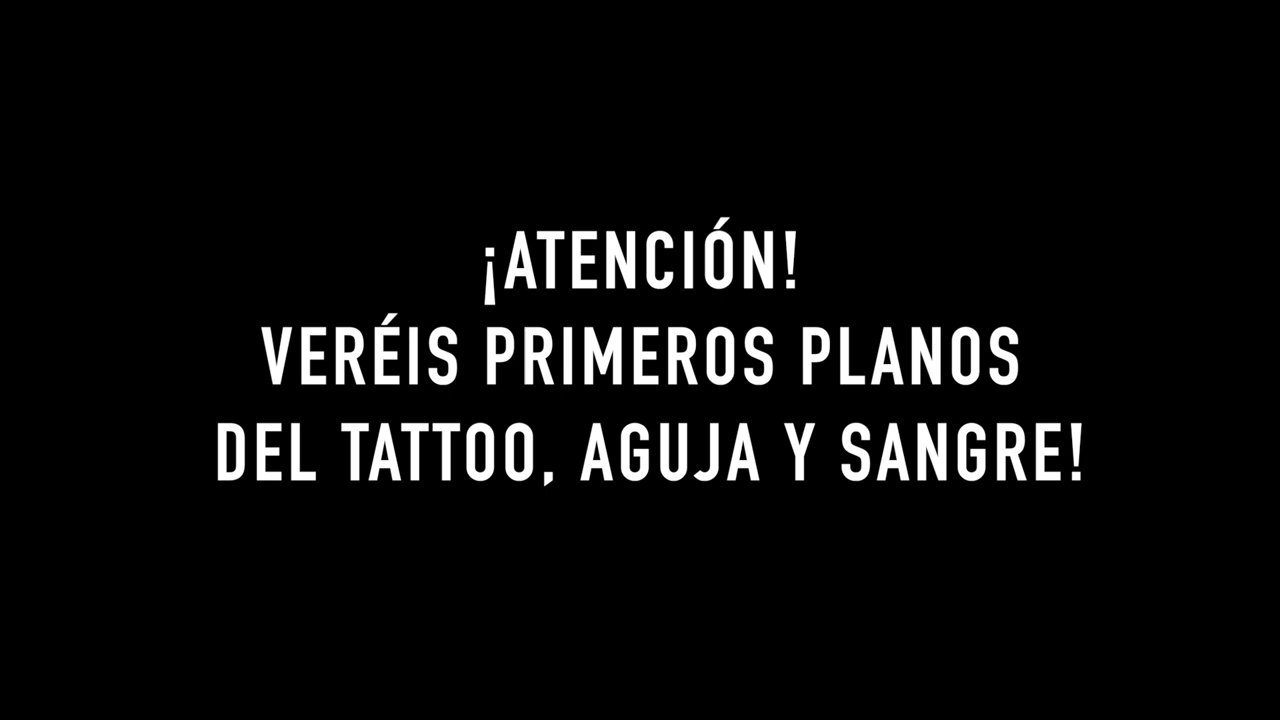 ¡ATENCIÓN!
VERÉIS PRIMEROS PLANOS
DEL TATTOO, AGUJA Y SANGRE!